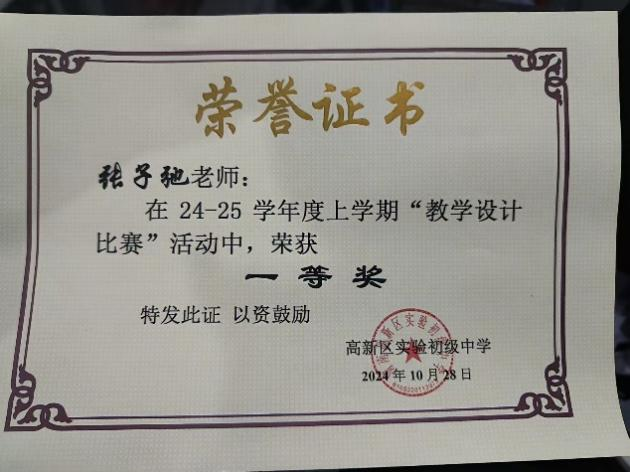 荣誉证书
张子驰老师：
在 24-25 学年度上学期“教学设计
比赛”活动中，荣获
一等奖
特发此证 以资鼓励
高新区实验初级中学
2024 年 10 月 28 日